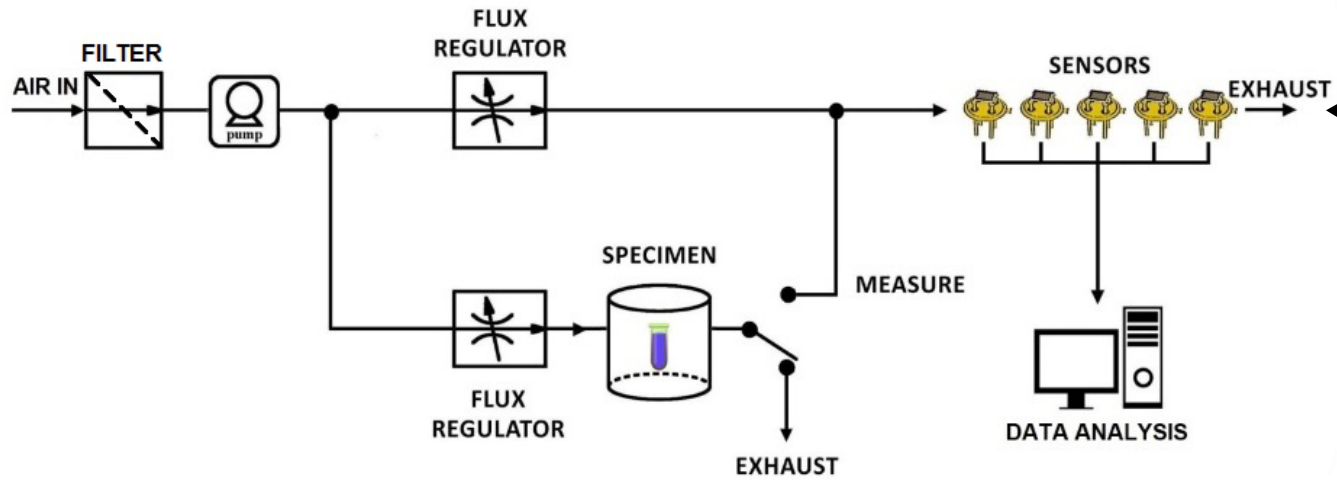 FLUX
REGULATOR
FILTER
AIR IN
pump
SENSORS
EXHAUST
SPECIMEN
MEASURE
FLUX
REGULATOR
EXHAUST
DATA ANALYSIS